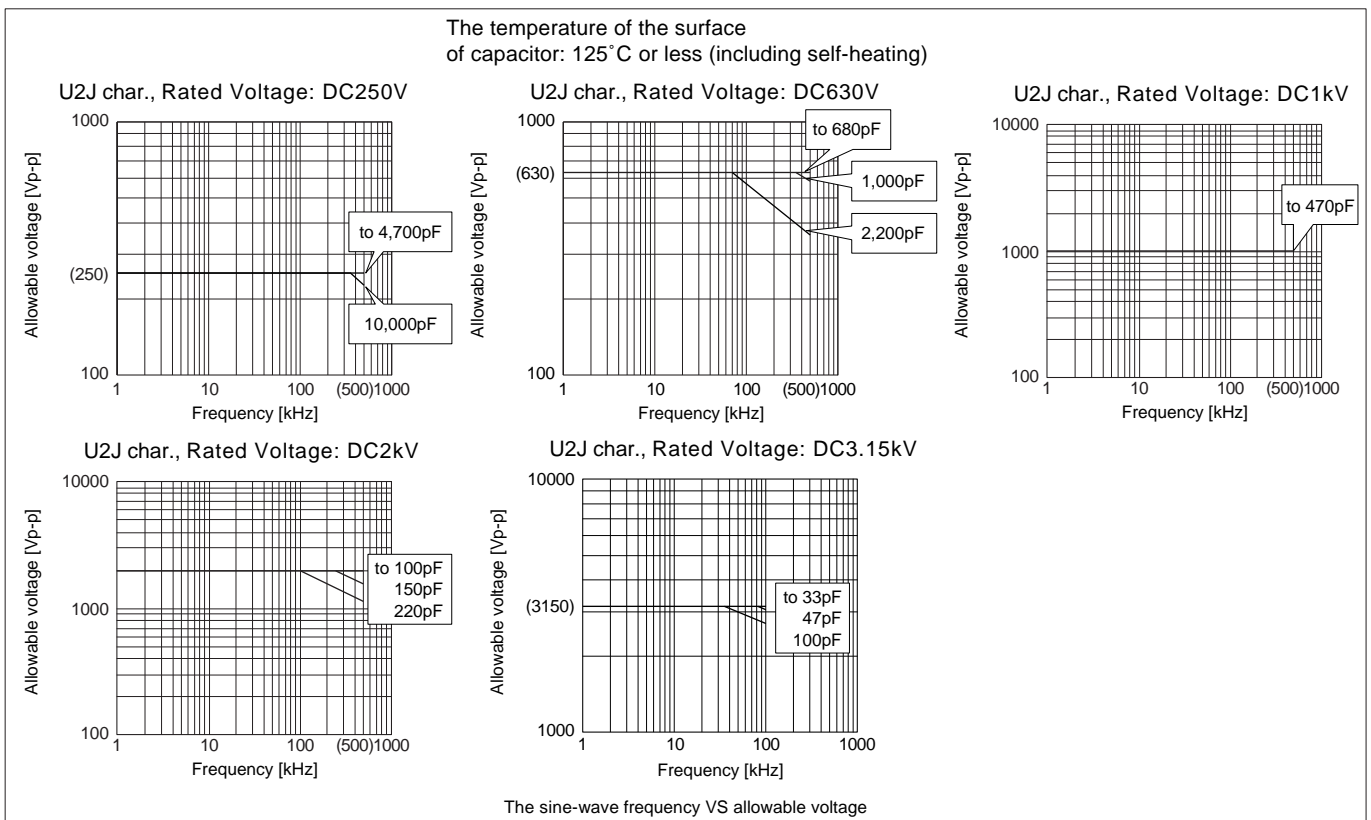 The temperature of the surface
of capacitor: 125˚C or less (including self-heating)
U2J char., Rated Voltage: DC250V
Allowable voltage [Vp-p]
1000
(250)
100
to 4,700pF
10,000pF
1
10
100
(500)1000
Frequency [kHz]
U2J char., Rated Voltage: DC630V
Allowable voltage [Vp-p]
1000
(630)
100
to 680pF
1,000pF
2,200pF
1
10
100
(500)1000
Frequency [kHz]
U2J char., Rated Voltage: DC1kV
Allowable voltage [Vp-p]
10000
1000
100
to 470pF
1
10
100
(500)1000
Frequency [kHz]
U2J char., Rated Voltage: DC2kV
Allowable voltage [Vp-p]
10000
1000
100
to 100pF
150pF
220pF
1
10
100
(500)1000
Frequency [kHz]
U2J char., Rated Voltage: DC3.15kV
Allowable voltage [Vp-p]
10000
(3150)
1000
to 33pF
47pF
100pF
1
10
100
1000
Frequency [kHz]
The sine-wave frequency VS allowable voltage